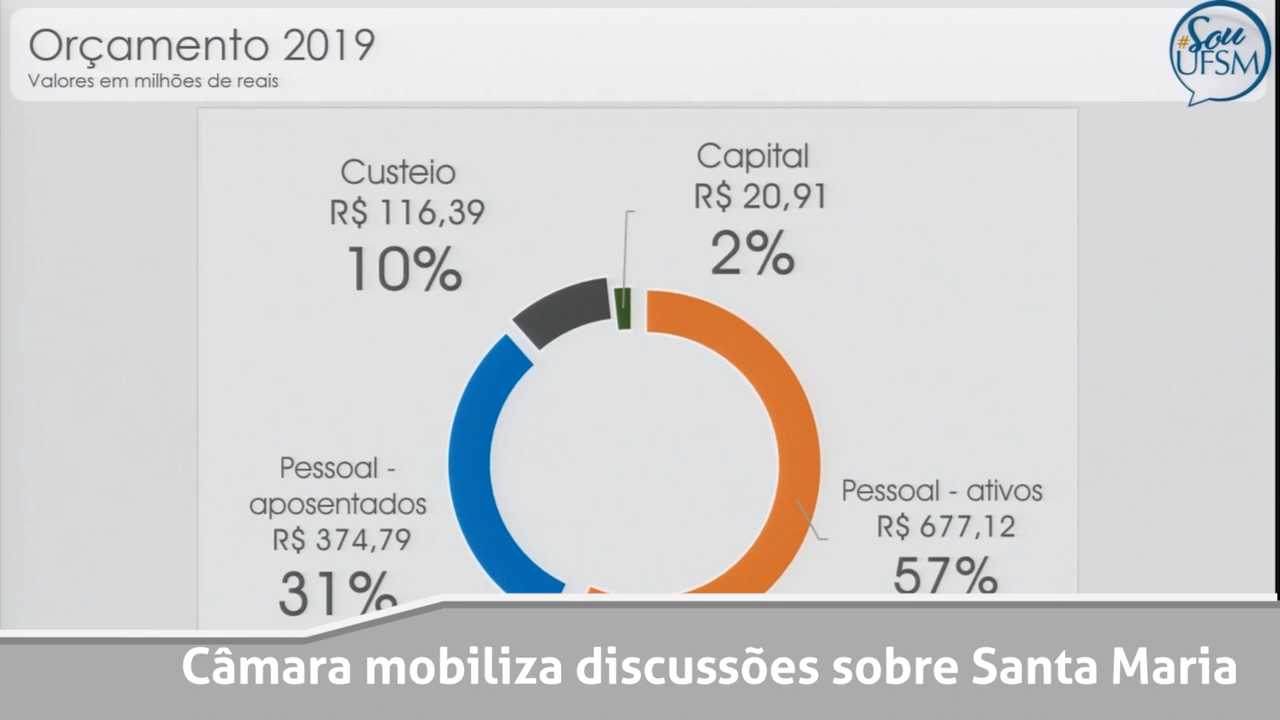 Orçamento 2019
Valores em milhões de reais
#Sou
UFSM
Custeio
R$ 116,39
10%
Capital
R$ 20,91
2%
Pessoal -
aposentados
R$ 374,79
31%
Pessoal - ativos
R$ 677,12
57%
Câmara mobiliza discussões sobre Santa Maria